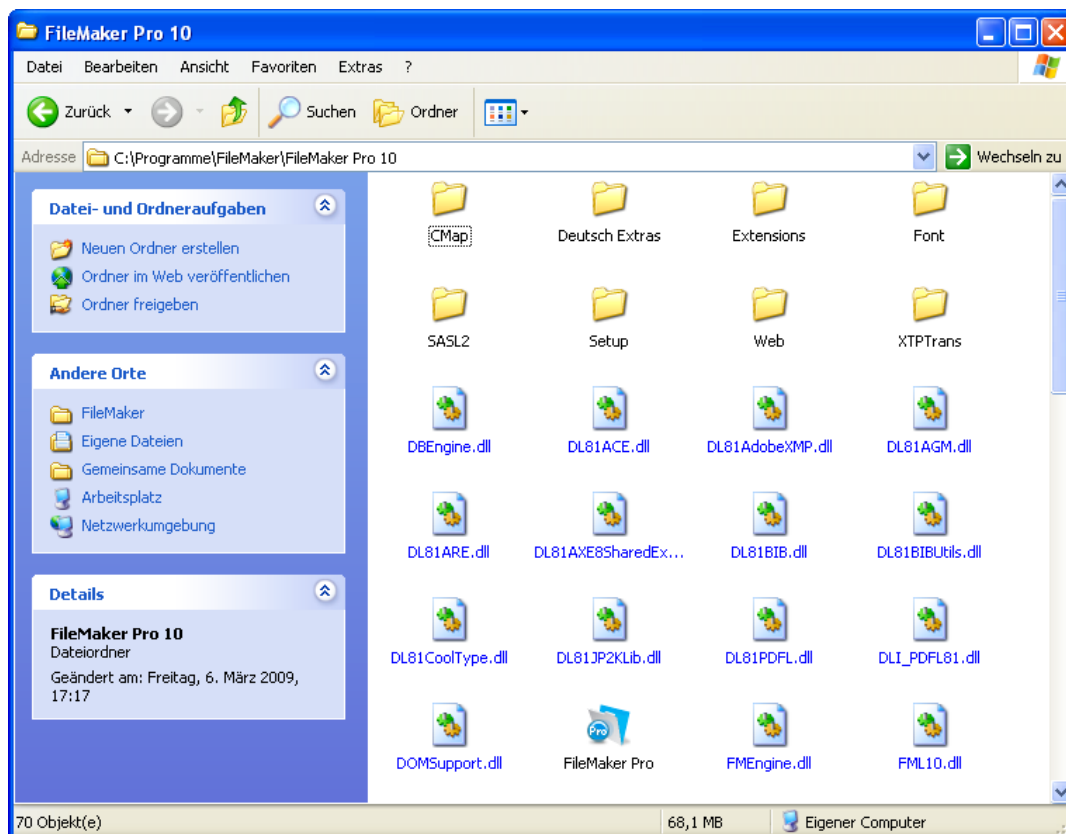 FileMaker Pro 10
Datei Bearbeiten Ansicht Favoriten Extras ?
Zurück Suchen Ordner
Adresse C:\Programme\FileMaker\FileMaker Pro 10 Wechseln zu
Datei- und Ordneraufgaben
Neuen Ordner erstellen
Ordner im Web veröffentlichen
Ordner freigeben
Andere Orte
FileMaker
Eigene Dateien
Gemeinsame Dokumente
Arbeitsplatz
Netzwerkumgebung
Details
FileMaker Pro 10
Dateiordner
Geändert am: Freitag, 6. März 2009,
17:17
CMap Deutsch Extras Extensions Font
SASL2 Setup Web XTPTrans
DBEngine.dll DL81ACE.dll DL81AdobeXMP.dll DL81AGM.dll
DL81ARE.dll DL81AXE8SharedEx... DL81BIB.dll DL81BIBUtils.dll
DL81CoolType.dll DL81JP2KLib.dll DL81PDFL.dll DLI_PDFL81.dll
Pro
DOMSupport.dll FileMaker Pro FMEngine.dll FML10.dll
70 Objekt(e) 68,1 MB Eigener Computer